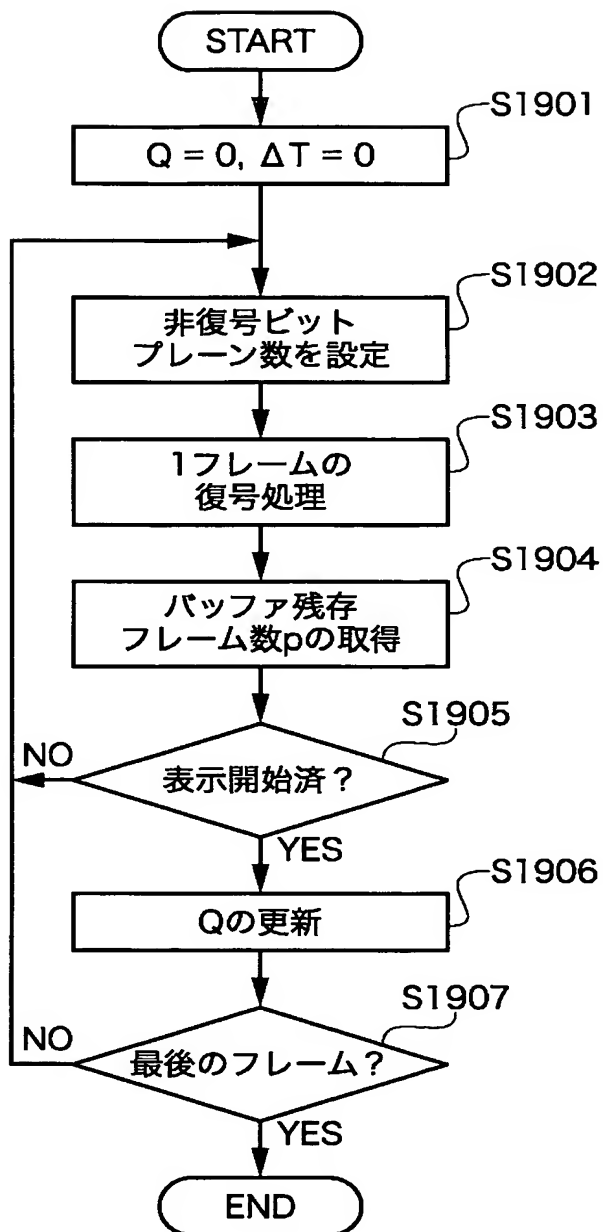 START
S1901
Q = 0, ΔT = 0
S1902
非復号ビット
プレーン数を設定
S1903
1フレームの
復号処理
S1904
バッファ残存
フレーム数pの取得
S1905
NO
表示開始済？
YES
S1906
Qの更新
S1907
NO
最後のフレーム？
YES
END